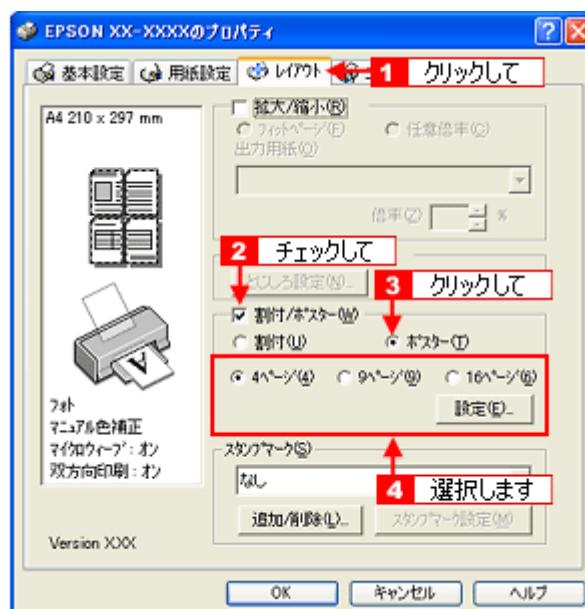 EPSON XX-XXXXのプロパティ
基本設定 用紙設定 レイアウト ユ
1 クリックして
A4 210 x 297 mm
拡大/縮小(R)
フィットページ(F) 任意倍率(C)
出力用紙(O)
倍率(Z) %
2 チェックして
とじしろ設定(N)...
3 クリックして
割付/ポスター(W)
割付(U) ポスター(T)
4ページ(4) 9ページ(9) 16ページ(6)
設定(E)...
フォト
マニュアル色補正
マイクロウィーブ：オン
双方向印刷：オン
スタンプマーク(S)
なし
4 選択します
追加/削除(L)... スタンプマーク設定(M)
Version XXX
OK キャンセル ヘルプ